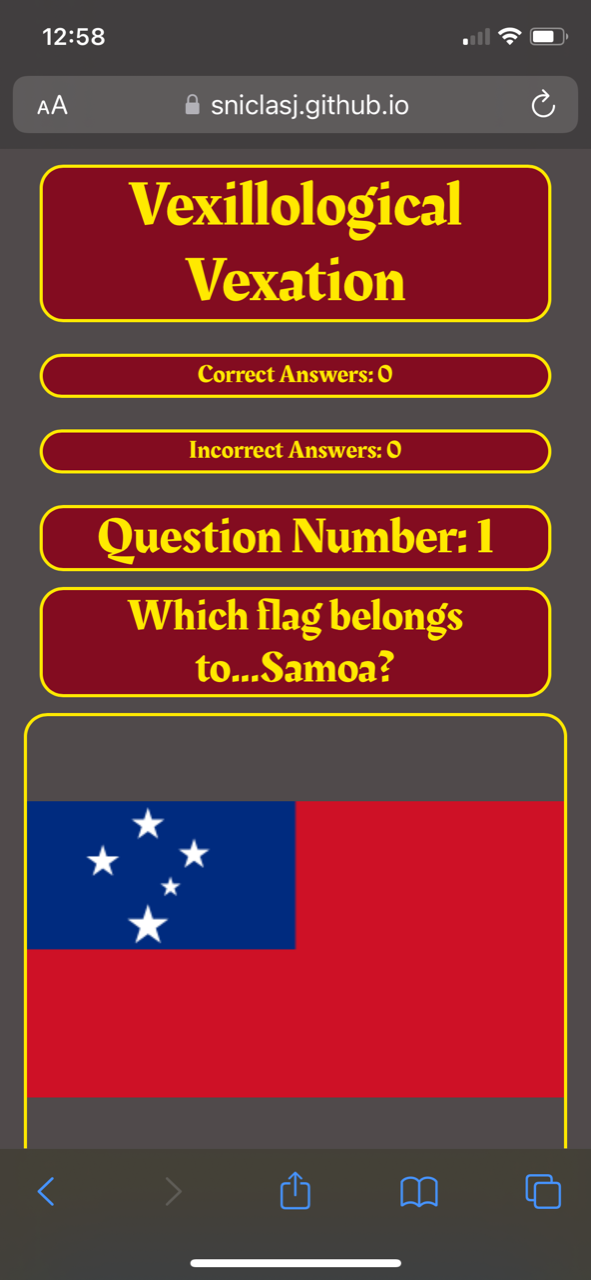 12:58
AA
sniclasj.github.io
Vexillological
Vexation
Correct Answers: 0
Incorrect Answers: 0
Question Number: 1
Which flag belongs
to...Samoa?